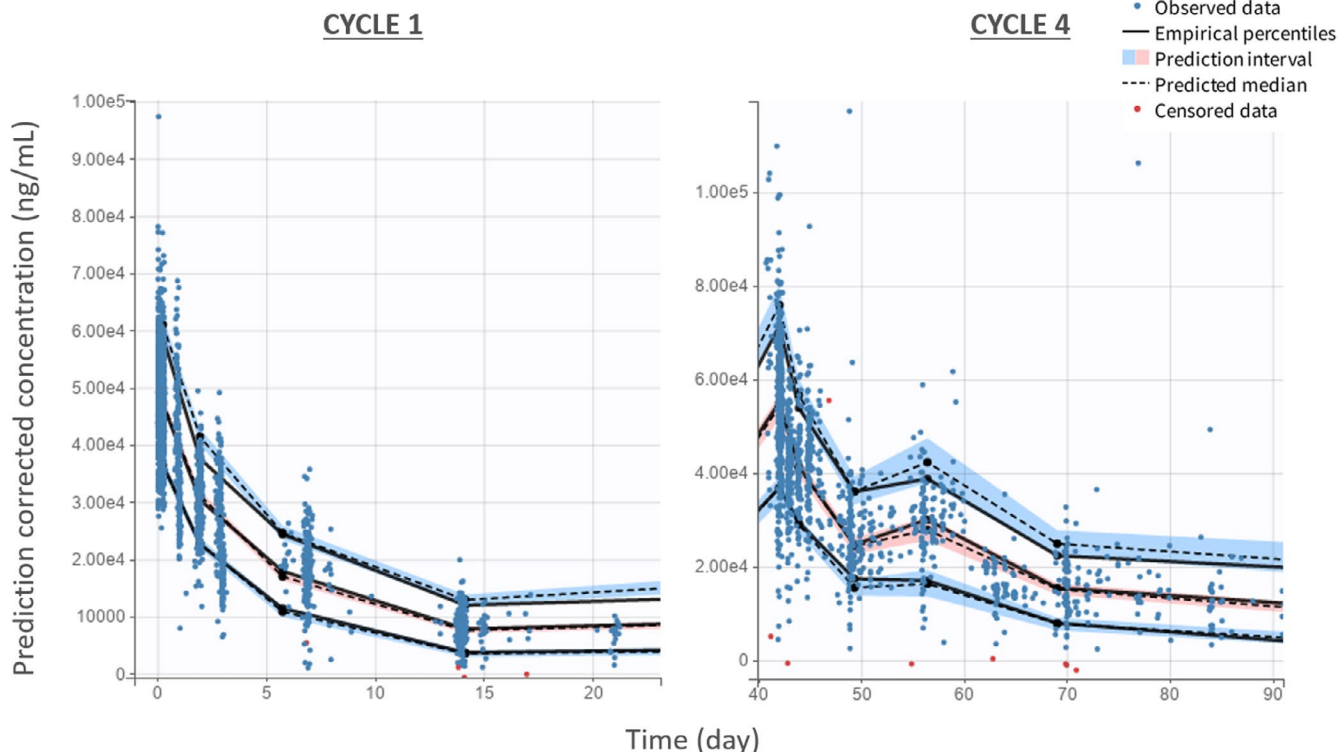 CYCLE 1
CYCLE 4
Observed data
Empirical percentiles
Prediction interval
Predicted median
Censored data
Prediction corrected concentration (ng/mL)
1.00e5
9.00e4
8.00e4
7.00e4
6.00e4
5.00e4
4.00e4
3.00e4
2.00e4
10000
0
0 5 10 15 20
1.00e5
8.00e4
6.00e4
4.00e4
2.00e4
0
40 50 60 70 80 90
Time (day)